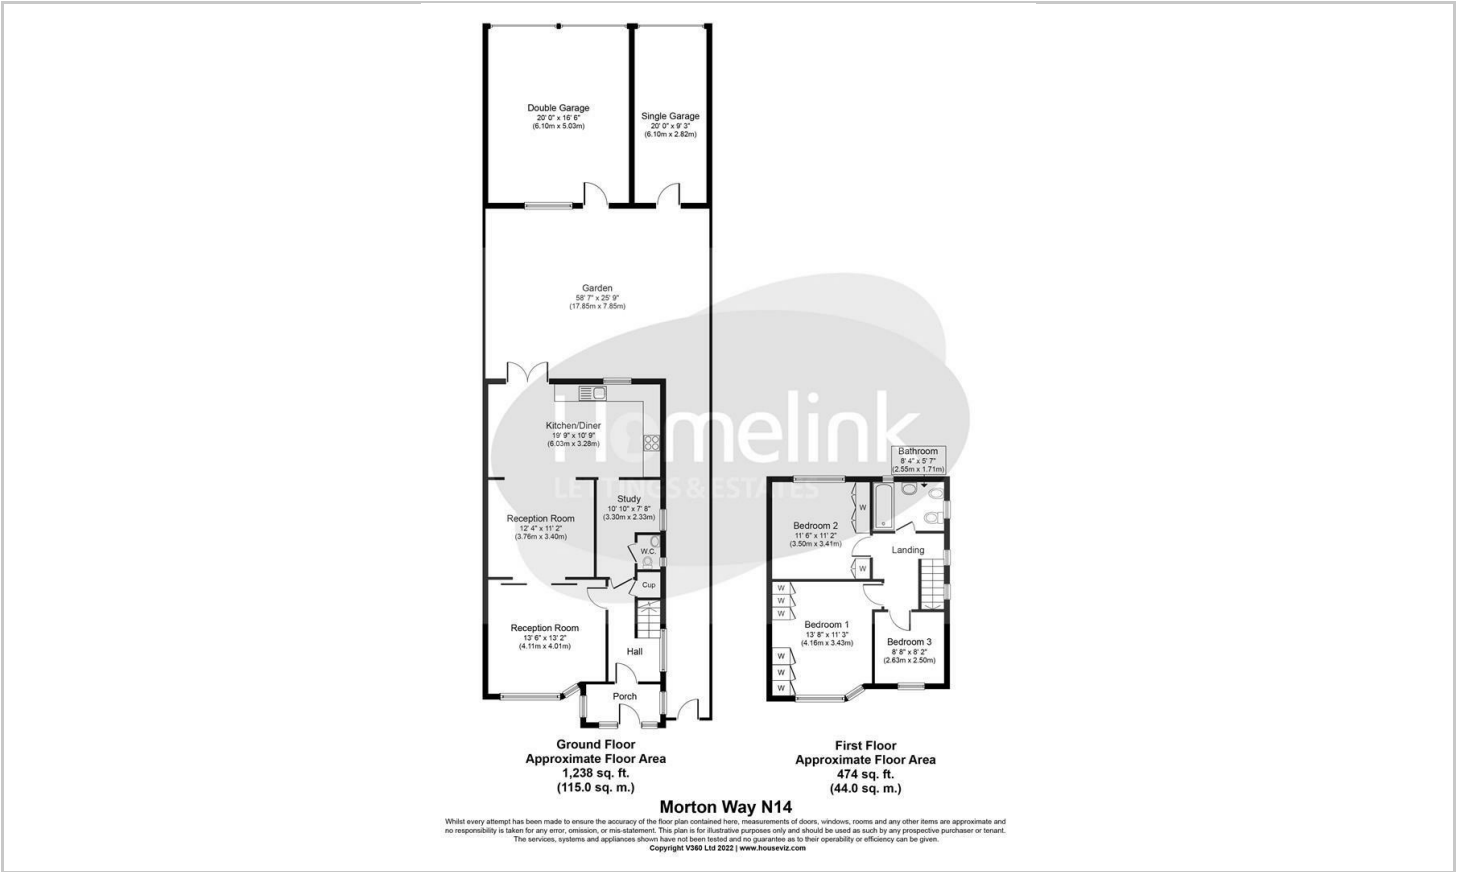 Double Garage
20' 0" x 16' 6"
(6.10m x 5.03m)
Single Garage
20' 0" x 9' 3"
(6.10m x 2.82m)
Garden
58' 7" x 25' 9"
(17.85m x 7.85m)
Homelink
LETTINGS & ESTATES
Kitchen/Diner
19' 9" x 10' 9"
(6.03m x 3.28m)
Study
10' 10" x 7' 8"
(3.30m x 2.33m)
Reception Room
12' 4" x 11' 2"
(3.76m x 3.40m)
W.C.
Cup
Reception Room
13' 6" x 13' 2"
(4.11m x 4.01m)
Hall
Porch
Bathroom
8' 4" x 5' 7"
(2.55m x 1.71m)
Bedroom 2
11' 6" x 11' 2"
(3.50m x 3.41m)
W
W
Landing
W
W
W
Bedroom 1
13' 8" x 11' 3"
(4.16m x 3.43m)
W
W
W
Bedroom 3
8' 8" x 8' 2"
(2.63m x 2.50m)
Ground Floor
Approximate Floor Area
1,238 sq. ft.
(115.0 sq. m.)
First Floor
Approximate Floor Area
474 sq. ft.
(44.0 sq. m.)
Morton Way N14
Whilst every attempt has been made to ensure the accuracy of the floor plan contained here, measurements of doors, windows, rooms and any other items are approximate and
no responsibility is taken for any error, omission, or mis-statement. This plan is for illustrative purposes only and should be used as such by any prospective purchaser or tenant.
The services, systems and appliances shown have not been tested and no guarantee as to their operability or efficiency can be given.
Copyright V360 Ltd 2022 | www.houseviz.com